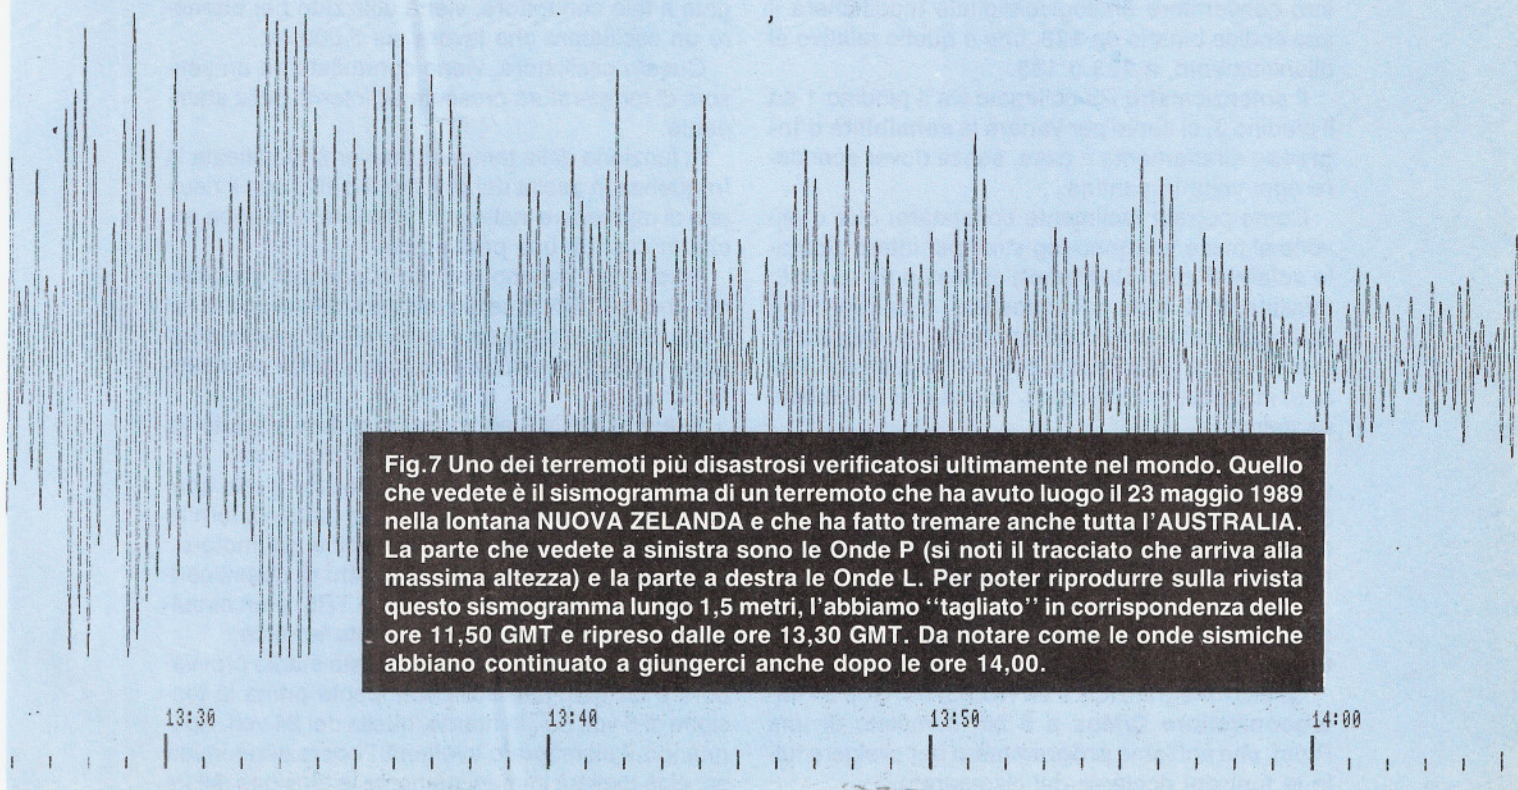 Fig.7 Uno dei terremoti più disastrosi verificatosi ultimamente nel mondo. Quello
che vedete è il sismogramma di un terremoto che ha avuto luogo il 23 maggio 1989
nella lontana NUOVA ZELANDA e che ha fatto tremare anche tutta l'AUSTRALIA.
La parte che vedete a sinistra sono le Onde P (si noti il tracciato che arriva alla
massima altezza) e la parte a destra le Onde L. Per poter riprodurre sulla rivista
questo sismogramma lungo 1,5 metri, l'abbiamo "tagliato" in corrispondenza delle
ore 11,50 GMT e ripreso dalle ore 13,30 GMT. Da notare come le onde sismiche
abbiano continuato a giungerci anche dopo le ore 14,00.
13:30 13:40 13:50 14:00